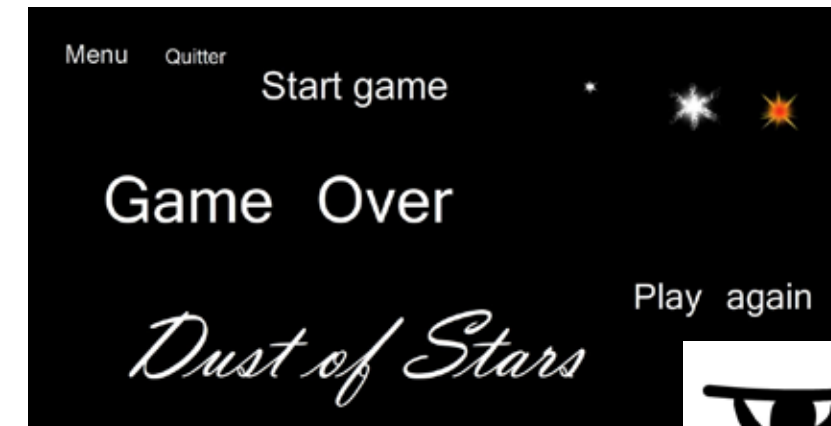 Menu Quitter
Start game
Game Over
Play again
Dust of Stars